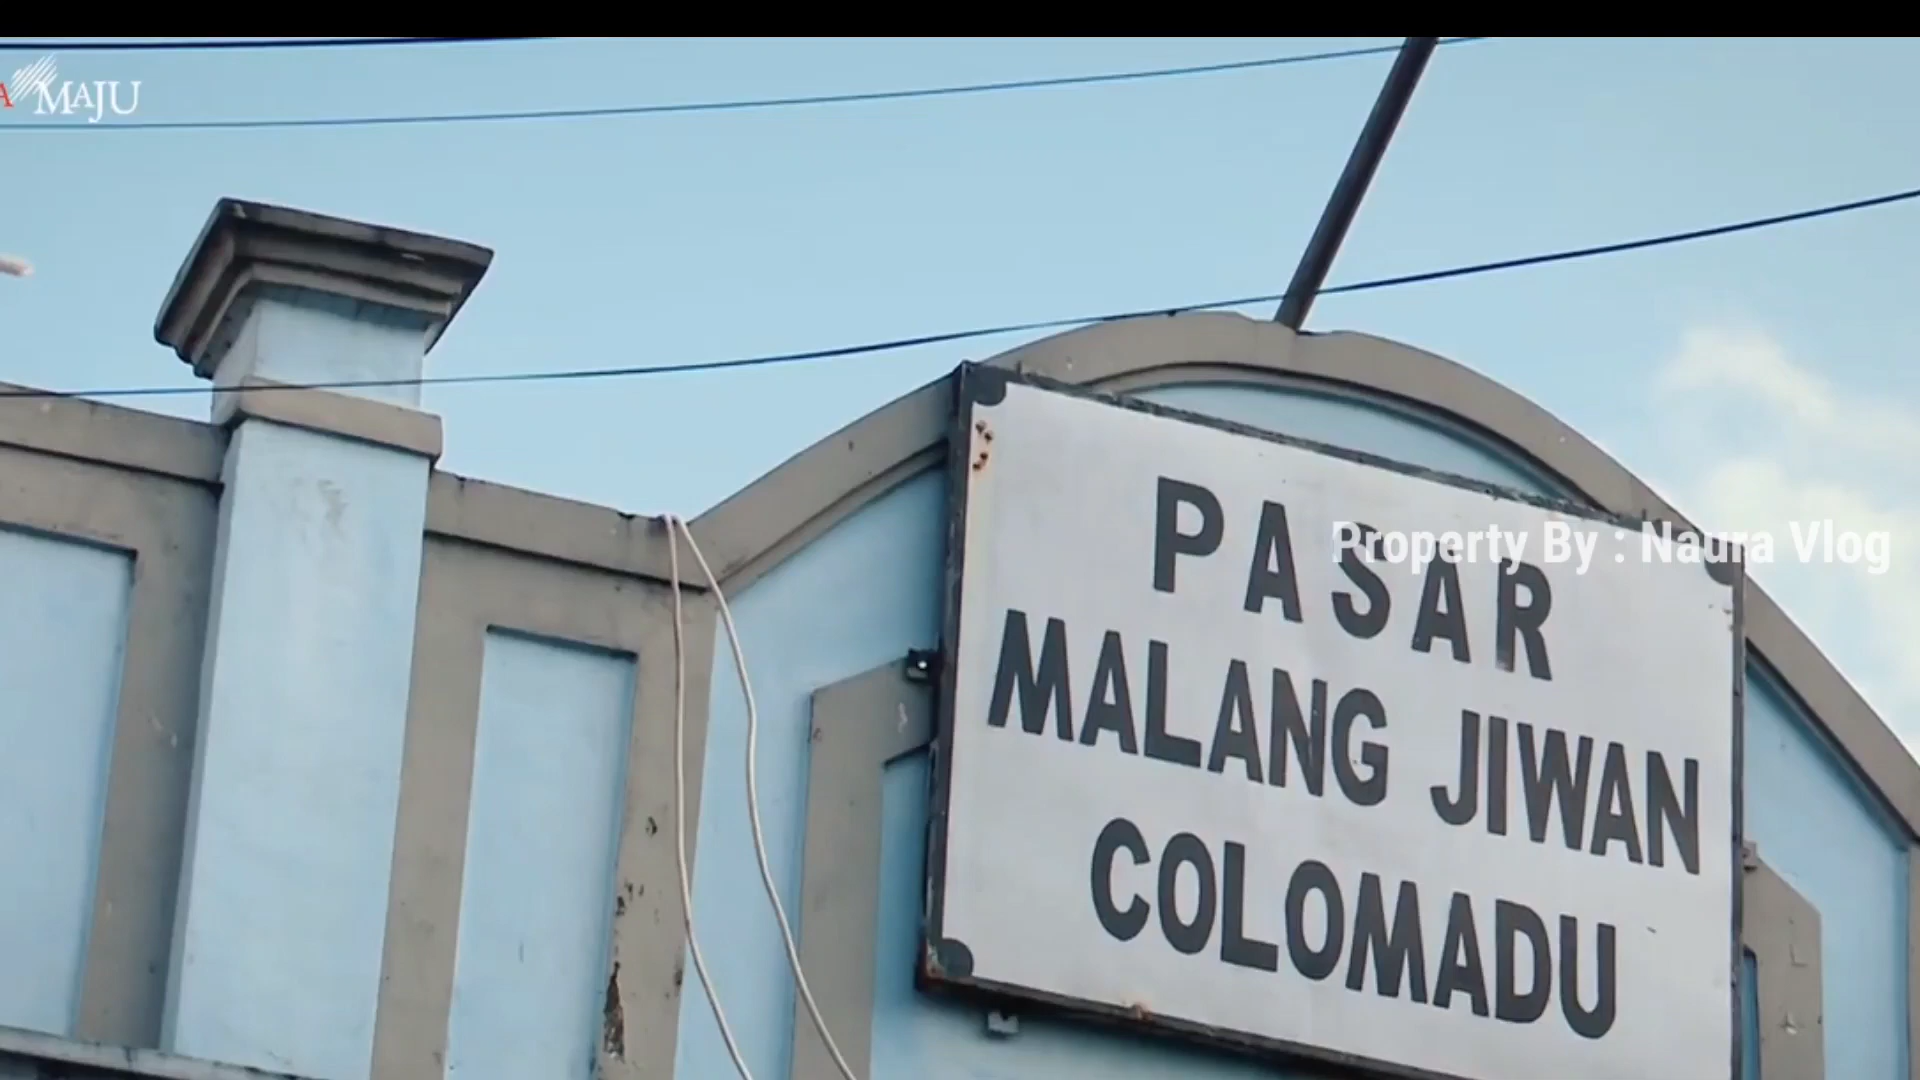 A MAJU
Property By : Naura Vlog
PASAR
MALANG JIWAN
COLOMADU